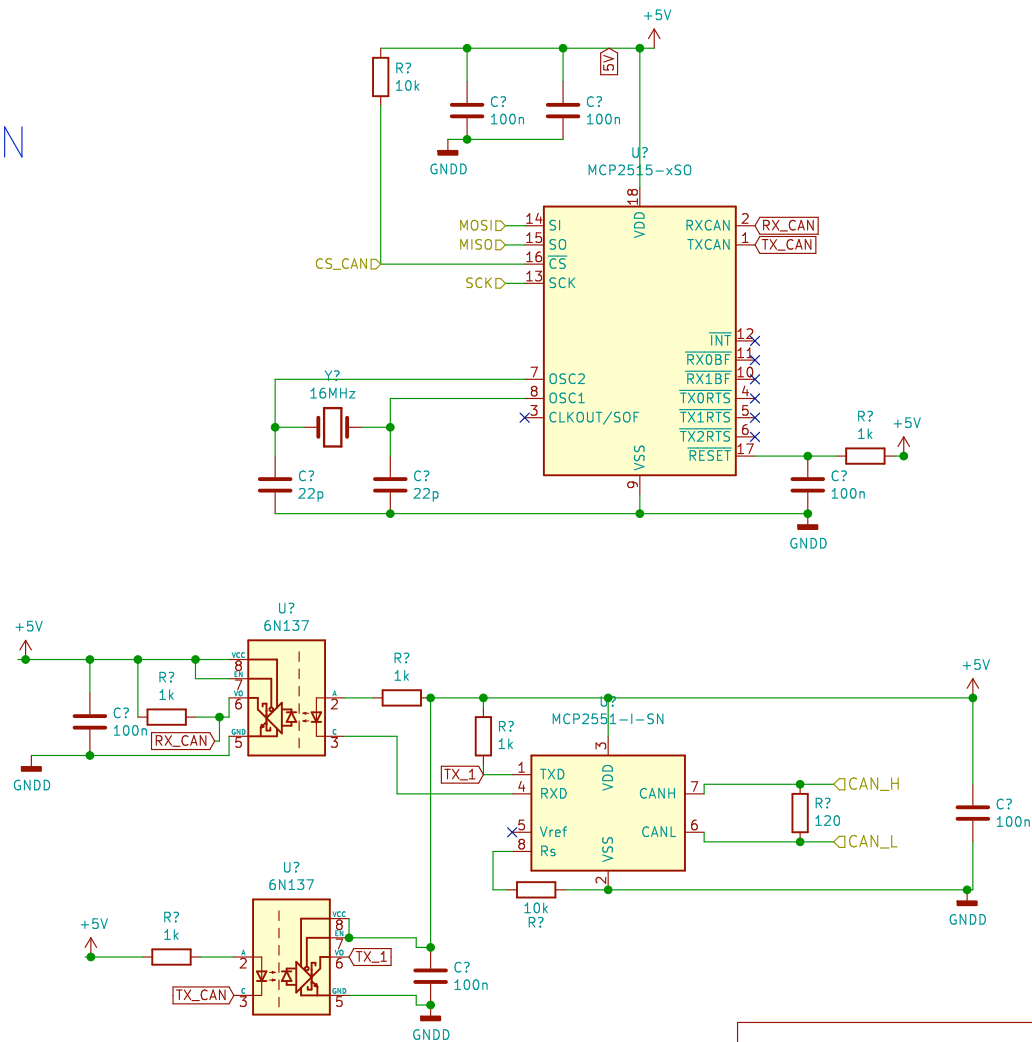 +5V
5V
R?
10k
C?
100n
C?
100n
GNDD
N
U?
MCP2515-xSO
18
VDD
MOSI
14
SI
RXCAN
2
RX_CAN
MISO
15
SO
TXCAN
1
TX_CAN
CS_CAN
16
CS
SCK
13
SCK
INT
12
RX0BF
11
RX1BF
10
TX0RTS
4
TX1RTS
5
TX2RTS
6
RESET
17
7
OSC2
8
OSC1
3
CLKOUT/SOF
Y?
16MHz
VSS
9
R?
1k
+5V
C?
22p
C?
22p
C?
100n
GNDD
+5V
U?
6N137
VCC
8
EN
7
VO
6
GND
5
A
2
C
3
R?
1k
C?
100n
RX_CAN
GNDD
R?
1k
R?
1k
TX_1
U?
MCP2551-I-SN
3
VDD
1
TXD
4
RXD
5
Vref
8
Rs
VSS
2
CANH
7
CANL
6
CAN_H
R?
120
CAN_L
+5V
C?
100n
GNDD
10k
R?
U?
6N137
+5V
R?
1k
A
2
TX_CAN
C
3
VCC
8
EN
7
VO
6
TX_1
GND
5
C?
100n
GNDD